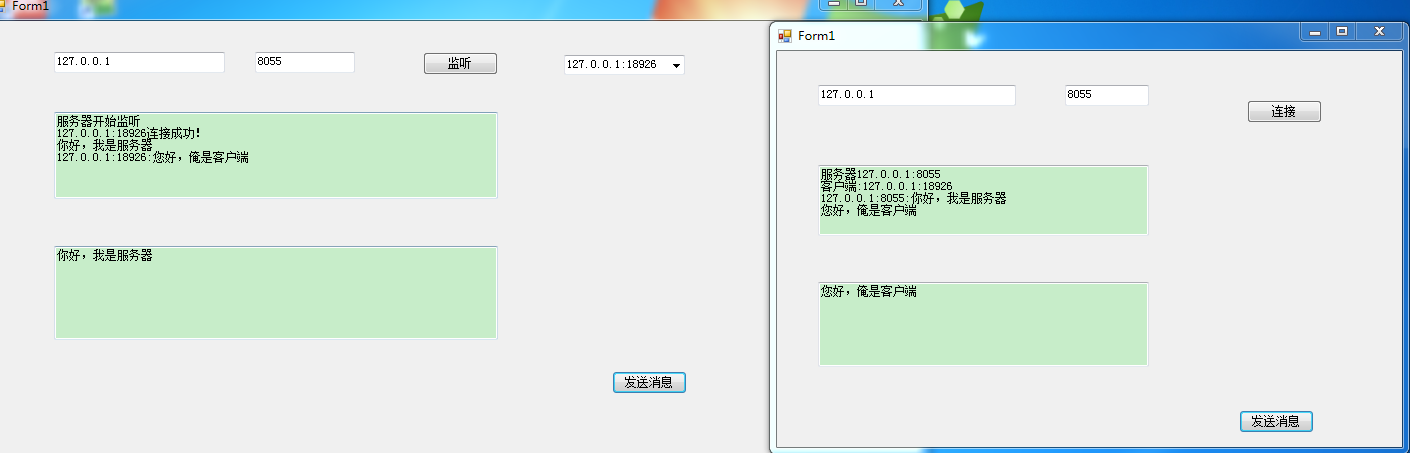 Form1
127.0.0.1
8055
监听
127.0.0.1:18926
服务器开始监听
127.0.0.1:18926连接成功!
你好，我是服务器
127.0.0.1:18926:您好，俺是客户端
你好，我是服务器
发送消息
Form1
127.0.0.1
8055
连接
服务器127.0.0.1:8055
客户端:127.0.0.1:18926
127.0.0.1:8055:你好，我是服务器
您好，俺是客户端
您好，俺是客户端
发送消息